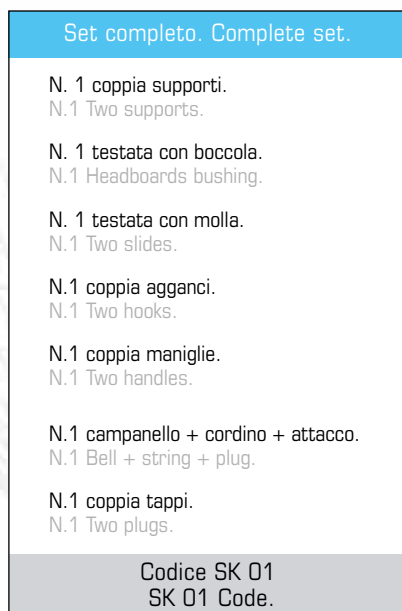 Set completo. Complete set.
N. 1 coppia supporti.
N.1 Two supports.
N. 1 testata con boccola.
N.1 Headboards bushing.
N. 1 testata con molla.
N.1 Two slides.
N.1 coppia agganci.
N.1 Two hooks.
N.1 coppia maniglie.
N.1 Two handles.
N.1 campanello + cordino + attacco.
N.1 Bell + string + plug.
N.1 coppia tappi.
N.1 Two plugs.
Codice SK 01
SK 01 Code.